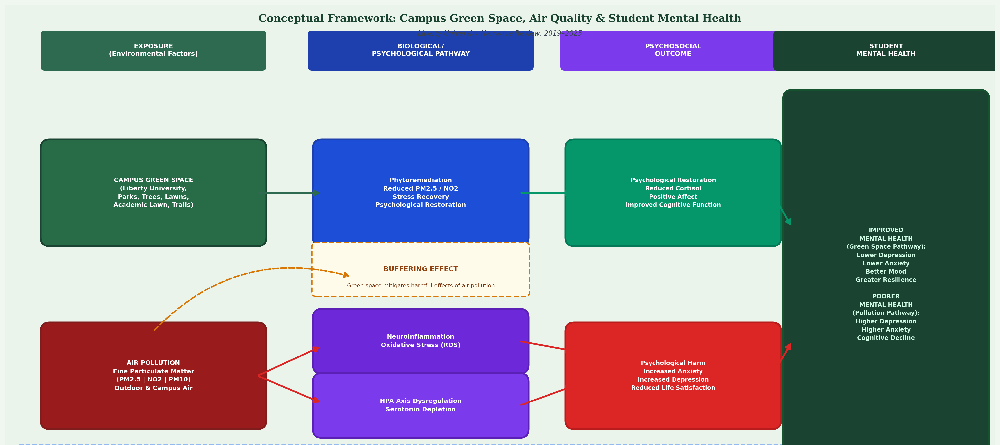 Conceptual Framework: Campus Green Space, Air Quality & Student Mental Health
Liberty University Narrative Review, 2019–2025
EXPOSURE
(Environmental Factors)
BIOLOGICAL/
PSYCHOLOGICAL PATHWAY
PSYCHOSOCIAL
OUTCOME
STUDENT
MENTAL HEALTH
CAMPUS GREEN SPACE
(Liberty University,
Parks, Trees, Lawns,
Academic Lawn, Trails)
Phytoremediation
Reduced PM2.5 / NO2
Stress Recovery
Psychological Restoration
Psychological Restoration
Reduced Cortisol
Positive Affect
Improved Cognitive Function
BUFFERING EFFECT
Green space mitigates harmful effects of air pollution
AIR POLLUTION
Fine Particulate Matter
(PM2.5 | NO2 | PM10)
Outdoor & Campus Air
Neuroinflammation
Oxidative Stress (ROS)
HPA Axis Dysregulation
Serotonin Depletion
Psychological Harm
Increased Anxiety
Increased Depression
Reduced Life Satisfaction
IMPROVED
MENTAL HEALTH
(Green Space Pathway):
Lower Depression
Lower Anxiety
Better Mood
Greater Resilience
POORER
MENTAL HEALTH
(Pollution Pathway):
Higher Depression
Higher Anxiety
Cognitive Decline